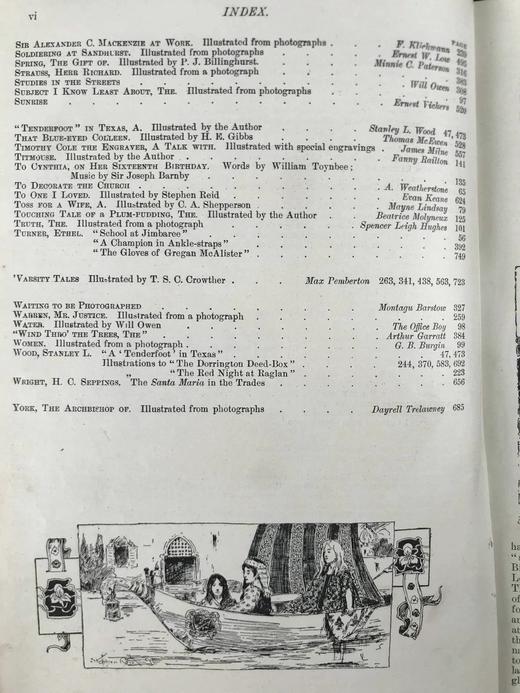 vi INDEX.
PAGE
SIR ALEXANDER C. MACKENZIE AT WORK. Illustrated from photographs . . . F. Klickmann
SOLDIERING AT SANDHURST. Illustrated from photographs . . . Ernest W. Low
SPRING, THE GIFT OF. Illustrated by P. J. Billinghurst. . . . Minnie C. Paterson 495
STRAUSS, HERR RICHARD. Illustrated from a photograph . . . 316
STUDIES IN THE STREETS . . . Will Owen
SUBJECT I KNOW LEAST ABOUT, THE. Illustrated from photographs . . . 97
SUNRISE . . . Ernest Vickers 520
"TENDERFOOT" IN TEXAS, A. Illustrated by the Author . . . Stanley L. Wood 47, 473
THAT BLUE-EYED COLLEEN. Illustrated by H. E. Gibbs . . . Thomas McEwen 528
TIMOTHY COLE THE ENGRAVER, A TALK WITH. Illustrated with special engravings . James Milne 557
TITMOUSE. Illustrated by the Author . . . Fanny Railton 141
TO CYNTHIA, ON HER SIXTEENTH BIRTHDAY. Words by William Toynbee;
Music by Sir Joseph Barnby . . . 135
TO DECORATE THE CHURCH . . . A. Weatherstone 65
TO ONE I LOVED. Illustrated by Stephen Reid . . . Evan Keane 624
TOSS FOR A WIFE, A. Illustrated by C. A. Shepperson . . . Mayne Lindsay 79
TOUCHING TALE OF A PLUM-PUDDING, THE. Illustrated by the Author . . . Beatrice Molyneux 125
TRUTH, THE. Illustrated from a photograph . . . Spencer Leigh Hughes 101
TURNER, ETHEL. "School at Jimbaree" . . . 56
"A Champion in Ankle-straps" . . . 392
"The Gloves of Gregan McAlister" . . . 749
'VARSITY TALES Illustrated by T. S. C. Crowther . . . Max Pemberton 263, 341, 438, 563, 723
WAITING TO BE PHOTOGRAPHED . . . Montagu Barstow 327
WARREN, MR. JUSTICE. Illustrated from a photograph . . . 259
WATER. Illustrated by Will Owen . . . The Office Boy 98
"WIND THRO' THE TREES, THE" . . . Arthur Garratt 384
WOMEN. Illustrated from a photograph . . . G. B. Burgin 99
WOOD, STANLEY L. "A 'Tenderfoot' in Texas" . . . 47, 473
Illustrations to "The Dorrington Deed-Box" . . . 244, 370, 583, 692
" "The Red Night at Raglan" . . . 223
WRIGHT, H. C. SEPPINGS. The Santa Maria in the Trades . . . 656
YORK, THE ARCHBISHOP OF. Illustrated from photographs . . . Dayrell Trelawney 685